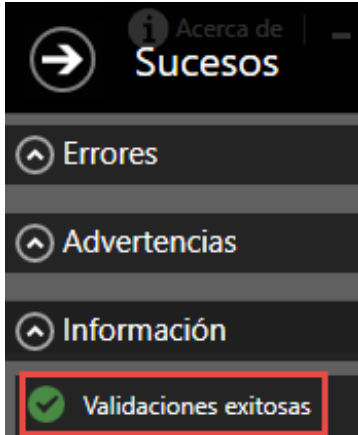 Acerca de
Sucesos
Errores
Advertencias
Información
Validaciones exitosas